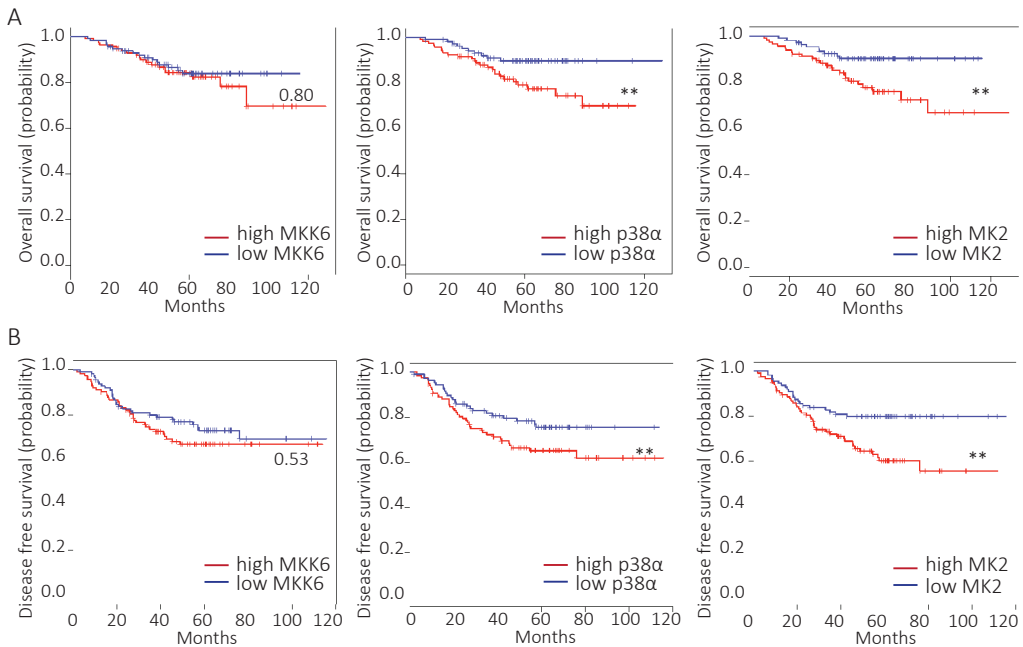 A
Overall survival (probability)
1.0
0.8
0.6
0.4
0.2
0.0
0.80
high MKK6
low MKK6
0 20 40 60 80 100 120
Months
Overall survival (probability)
1.0
0.8
0.6
0.4
0.2
0.0
**
high p38α
low p38α
0 20 40 60 80 100 120
Months
Overall survival (probability)
1.0
0.8
0.6
0.4
0.2
0.0
**
high MK2
low MK2
0 20 40 60 80 100 120
Months
B
Disease free survival (probability)
1.0
0.8
0.6
0.4
0.2
0.0
0.53
high MKK6
low MKK6
0 20 40 60 80 100 120
Months
Disease free survival (probability)
1.0
0.8
0.6
0.4
0.2
0.0
**
high p38α
low p38α
0 20 40 60 80 100 120
Months
Disease free survival (probability)
1.0
0.8
0.6
0.4
0.2
0.0
**
high MK2
low MK2
0 20 40 60 80 100 120
Months